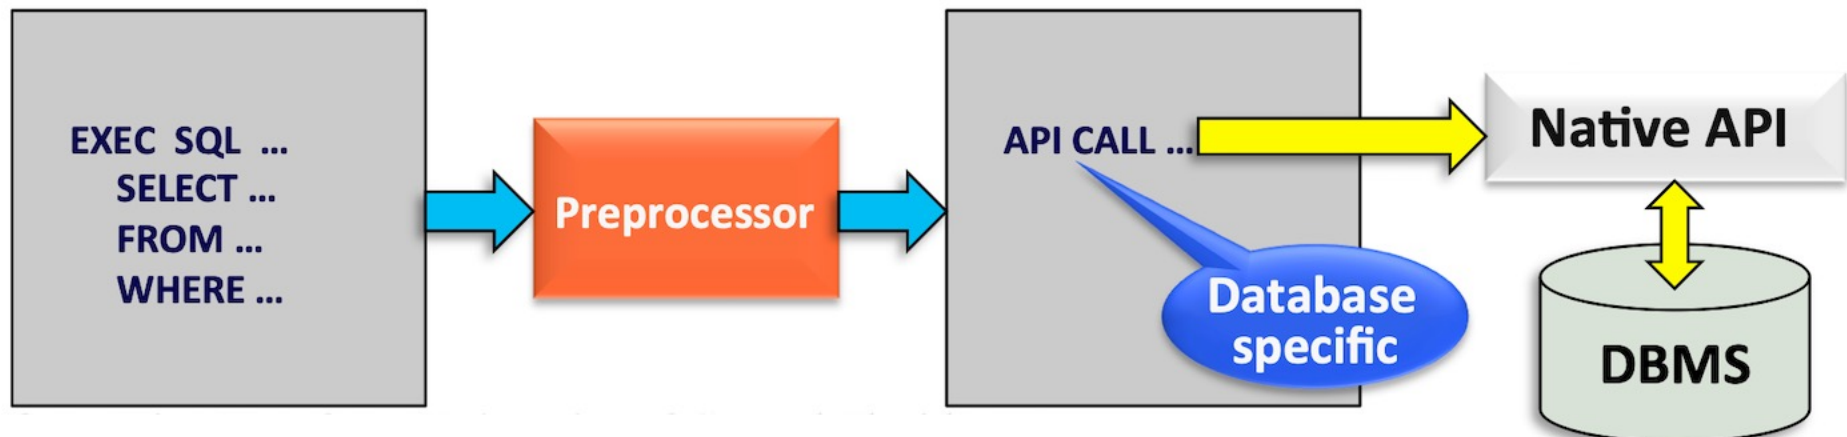 EXEC SQL ...
SELECT ...
FROM ...
WHERE ...
Preprocessor
API CALL ...
Database
specific
Native API
DBMS